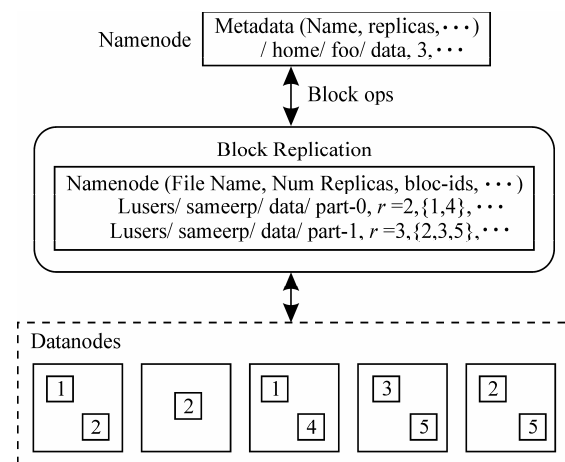 Namenode
Metadata (Name, replicas,···)
/ home/ foo/ data, 3,···
Block ops
Block Replication
Namenode (File Name, Num Replicas, bloc-ids, ···)
Lusers/ sameerp/ data/ part-0, r =2,{1,4},···
Lusers/ sameerp/ data/ part-1, r =3,{2,3,5},···
Datanodes
1 2
2
1 4
3 5
2 5